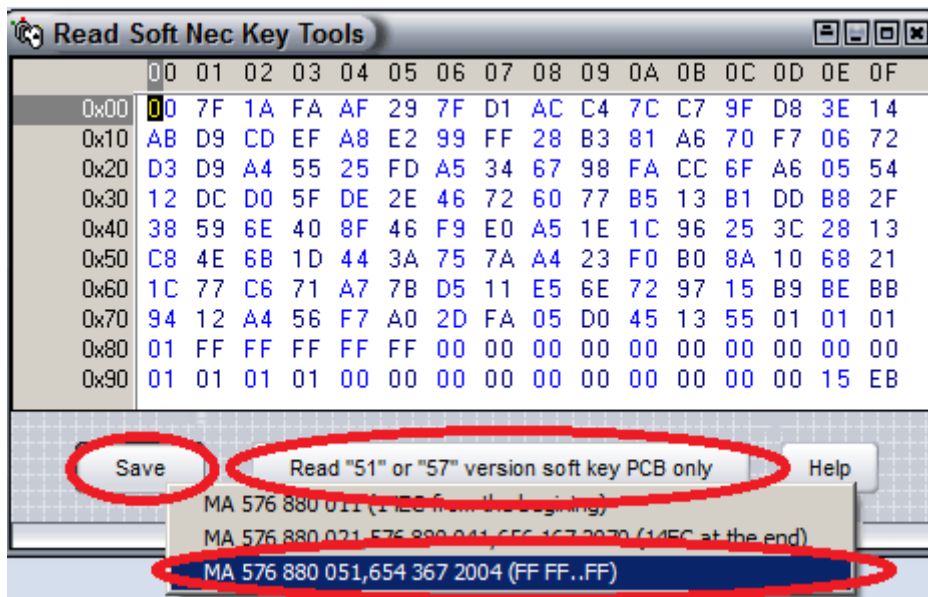 Read Soft Nec Key Tools
00 01 02 03 04 05 06 07 08 09 0A 0B 0C 0D 0E 0F
0x00 00 7F 1A FA AF 29 7F D1 AC C4 7C C7 9F D8 3E 14
0x10 AB D9 CD EF A8 E2 99 FF 28 B3 81 A6 70 F7 06 72
0x20 D3 D9 A4 55 25 FD A5 34 67 98 FA CC 6F A6 05 54
0x30 12 DC D0 5F DE 2E 46 72 60 77 B5 13 B1 DD B8 2F
0x40 38 59 6E 40 8F 46 F9 E0 A5 1E 1C 96 25 3C 28 13
0x50 C8 4E 6B 1D 44 3A 75 7A A4 23 F0 B0 8A 10 68 21
0x60 1C 77 C6 71 A7 7B D5 11 E5 6E 72 97 15 B9 BE BB
0x70 94 12 A4 56 F7 A0 2D FA 05 D0 45 13 55 01 01 01
0x80 01 FF FF FF FF FF 00 00 00 00 00 00 00 00 00 00
0x90 01 01 01 01 00 00 00 00 00 00 00 00 00 00 15 EB
Save Read "51" or "57" version soft key PCB only Help
MA 576 880 011 (14EC from the
MA 576 880 021-576 880 041,656 167 (14EC at the end)
MA 576 880 051,654 367 2004 (FF FF..FF)